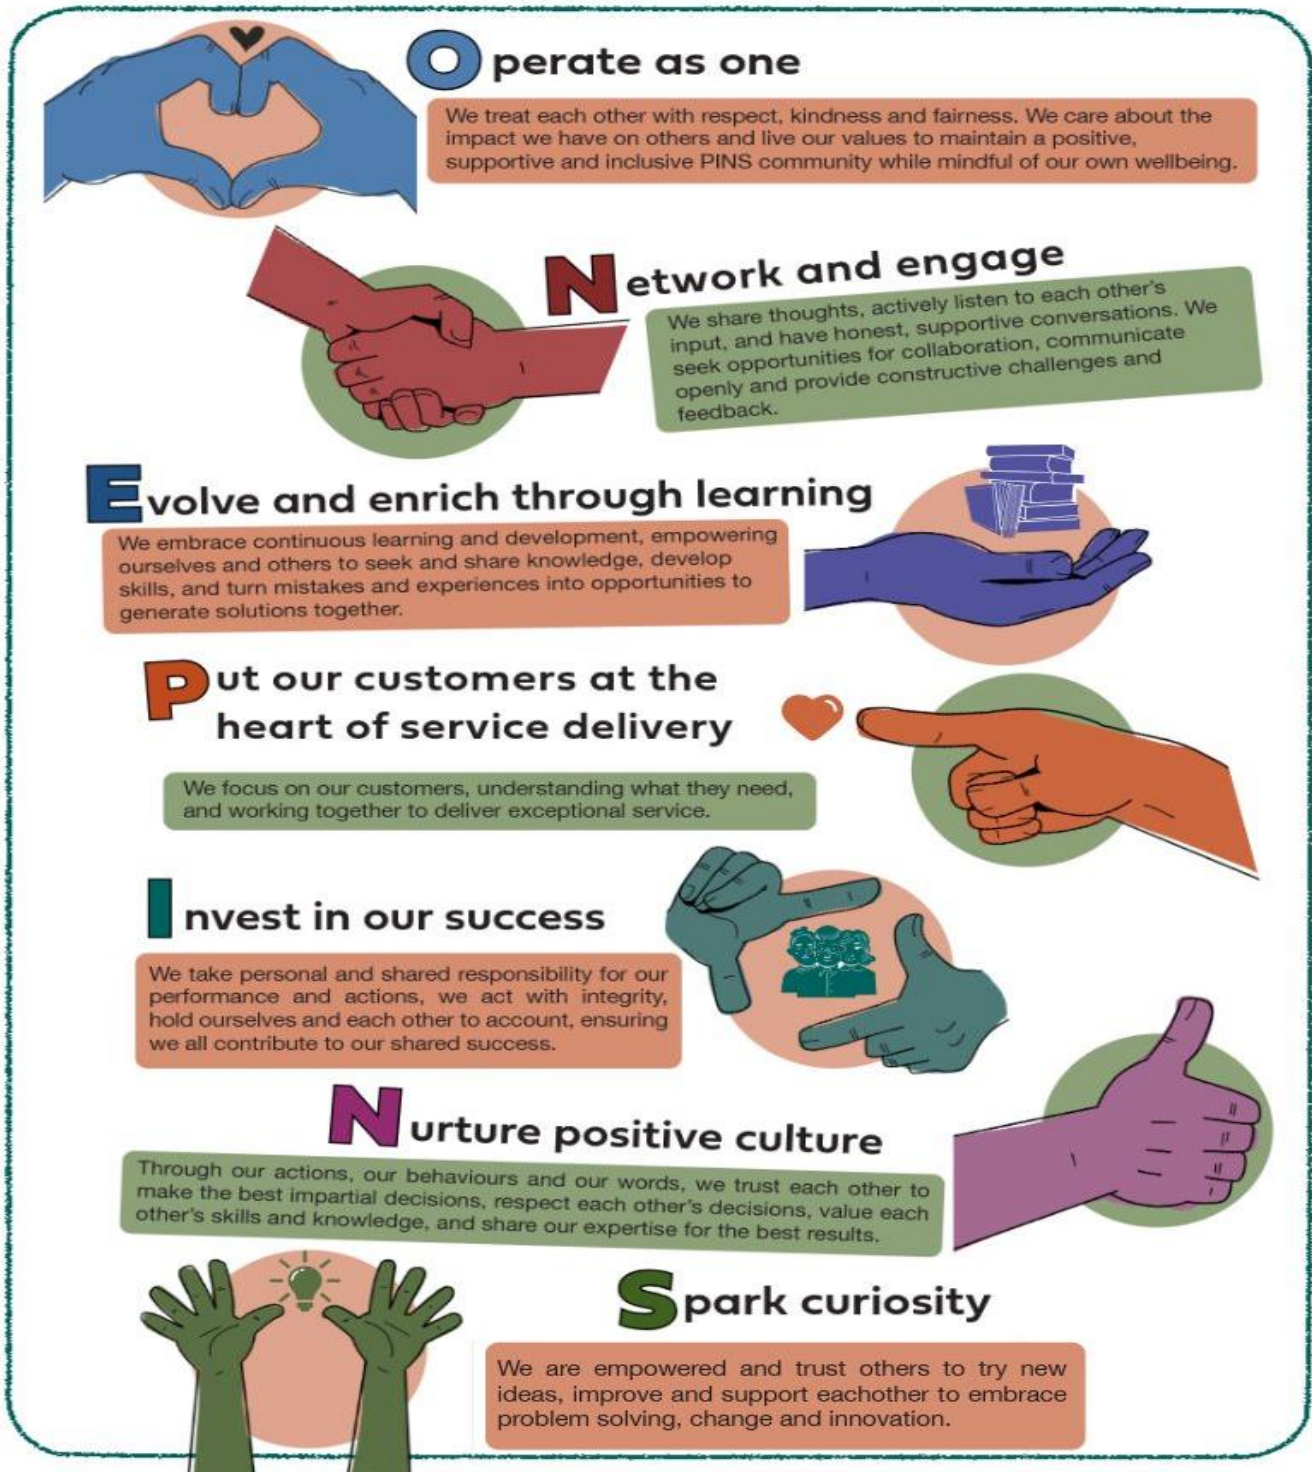 Operate as one
We treat each other with respect, kindness and fairness. We care about the
impact we have on others and live our values to maintain a positive,
supportive and inclusive PINS community while mindful of our own wellbeing.
Network and engage
We share thoughts, actively listen to each other's
input, and have honest, supportive conversations. We
seek opportunities for collaboration, communicate
openly and provide constructive challenges and
feedback.
Evolve and enrich through learning
We embrace continuous learning and development, empowering
ourselves and others to seek and share knowledge, develop
skills, and turn mistakes and experiences into opportunities to
generate solutions together.
Put our customers at the
heart of service delivery
We focus on our customers, understanding what they need,
and working together to deliver exceptional service.
Invest in our success
We take personal and shared responsibility for our
performance and actions, we act with integrity,
hold ourselves and each other to account, ensuring
we all contribute to our shared success.
Nurture positive culture
Through our actions, our behaviours and our words, we trust each other to
make the best impartial decisions, respect each other's decisions, value each
other's skills and knowledge, and share our expertise for the best results.
Spark curiosity
We are empowered and trust others to try new
ideas, improve and support eachother to embrace
problem solving, change and innovation.